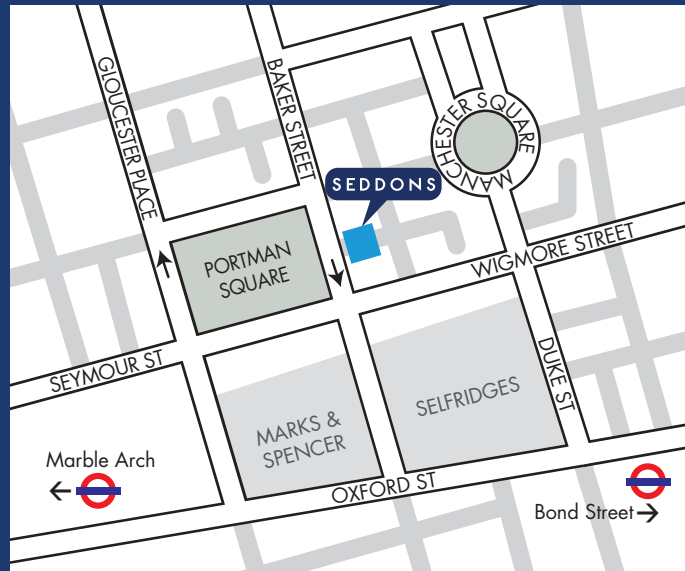 GLOUCESTER PLACE
BAKER STREET
MANCHESTER SQUARE
SEDDONS
PORTMAN
SQUARE
WIGMORE STREET
SEYMOUR ST
DUKE ST
SELFRIDGES
MARKS &
SPENCER
Marble Arch
OXFORD ST
Bond Street